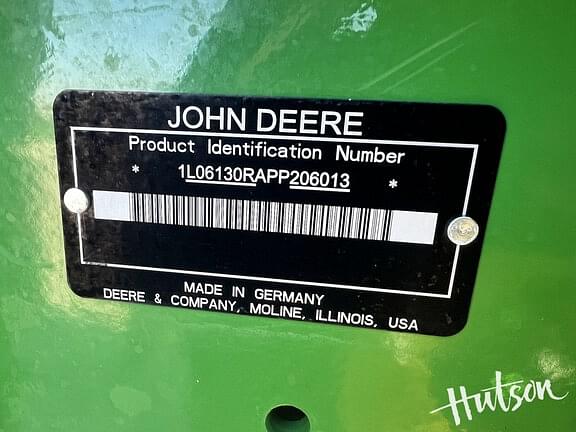 JOHN DEERE
Product Identification Number
* 1L06130RAPP206013 *
MADE IN GERMANY
DEERE & COMPANY, MOLINE, ILLINOIS, USA
Hutson